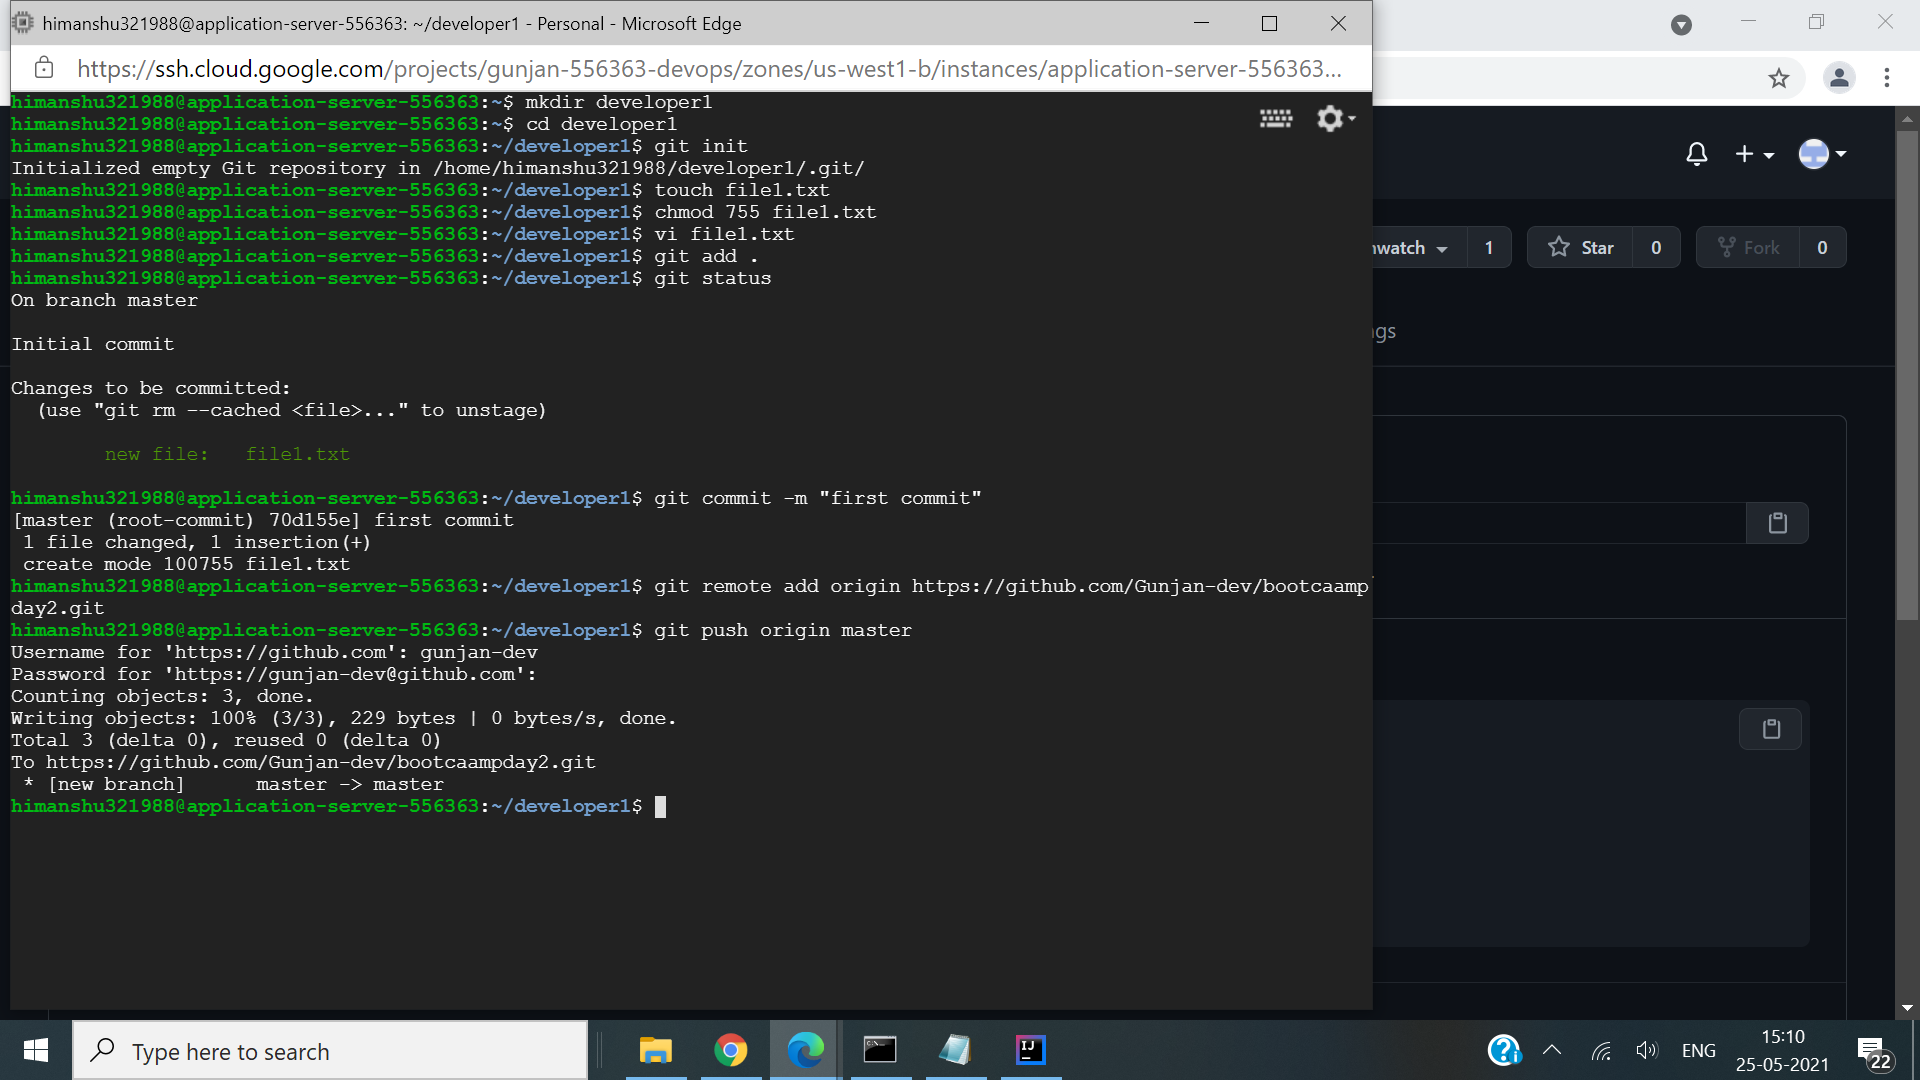 himanshu321988@application-server-556363: ~/developer1 - Personal - Microsoft Edge
https://ssh.cloud.google.com/projects/gunjan-556363-devops/zones/us-west1-b/instances/application-server-556363...
himanshu321988@application-server-556363:~$ mkdir developer1
himanshu321988@application-server-556363:~$ cd developer1
himanshu321988@application-server-556363:~/developer1$ git init
Initialized empty Git repository in /home/himanshu321988/developer1/.git/
himanshu321988@application-server-556363:~/developer1$ touch file1.txt
himanshu321988@application-server-556363:~/developer1$ chmod 755 file1.txt
himanshu321988@application-server-556363:~/developer1$ vi file1.txt
himanshu321988@application-server-556363:~/developer1$ git add .
himanshu321988@application-server-556363:~/developer1$ git status
On branch master
Initial commit
Changes to be committed:
(use "git rm --cached <file>..." to unstage)
new file: file1.txt
himanshu321988@application-server-556363:~/developer1$ git commit -m "first commit"
[master (root-commit) 70d155e] first commit
1 file changed, 1 insertion(+)
create mode 100755 file1.txt
himanshu321988@application-server-556363:~/developer1$ git remote add origin https://github.com/Gunjan-dev/bootcaamp
day2.git
himanshu321988@application-server-556363:~/developer1$ git push origin master
Username for 'https://github.com': gunjan-dev
Password for 'https://gunjan-dev@github.com':
Counting objects: 3, done.
Writing objects: 100% (3/3), 229 bytes | 0 bytes/s, done.
Total 3 (delta 0), reused 0 (delta 0)
To https://github.com/Gunjan-dev/bootcaampday2.git
* [new branch] master -> master
himanshu321988@application-server-556363:~/developer1$
nwatch 1 Star 0 Fork 0
gs
Type here to search
IJ
ENG
15:10
25-05-2021
22